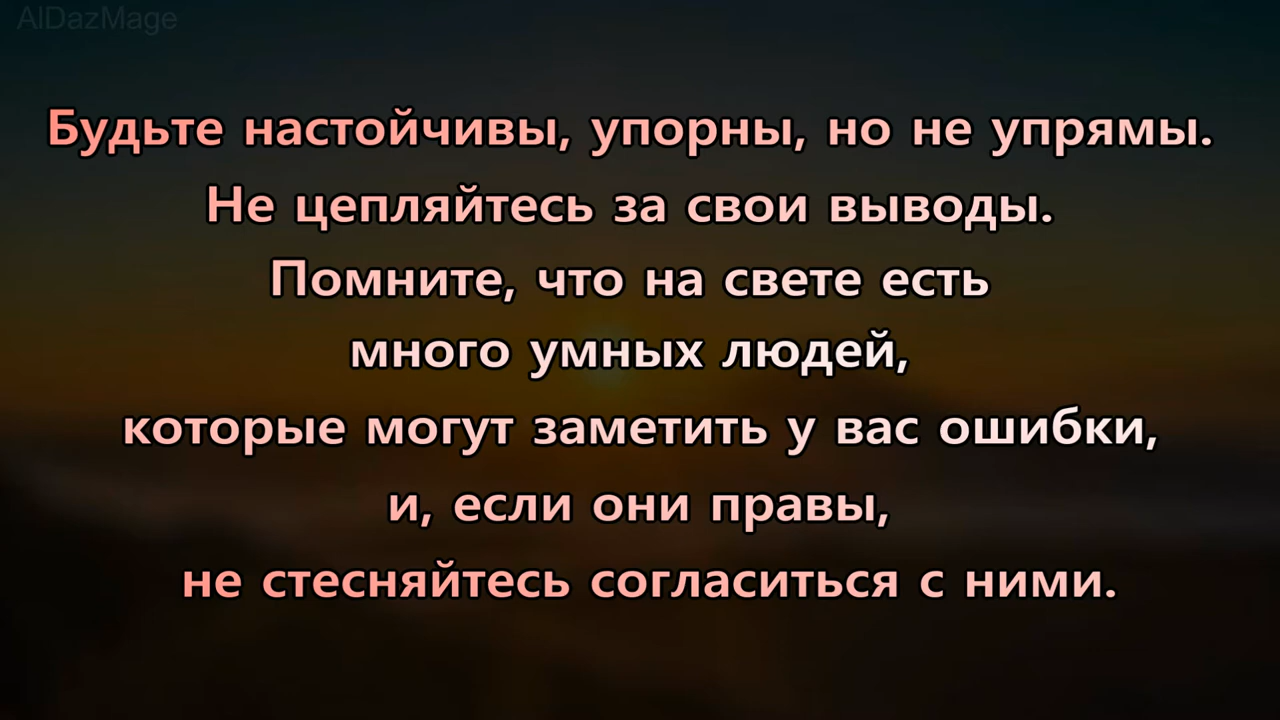 AlDazMage
Будьте настойчивы, упорны, но не упрямы.
Не цепляйтесь за свои выводы.
Помните, что на свете есть
много умных людей,
которые могут заметить у вас ошибки,
и, если они правы,
не стесняйтесь согласиться с ними.